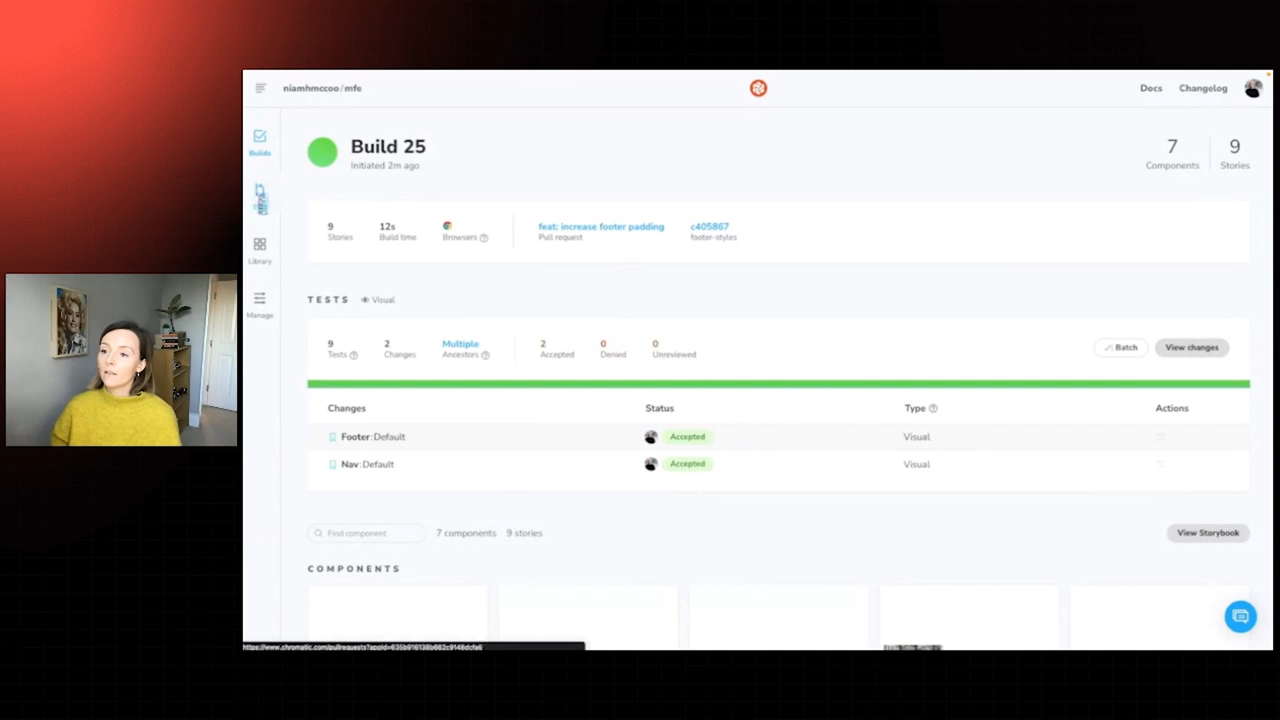 niamhmccoo / mfe
Docs
Changelog
Builds
Build 25
Initiated 2m ago
7
Components
9
Stories
9
Stories
12s
Build time
Browsers
feat: increase footer padding
Pull request
c405867
footer-styles
Library
Manage
TESTS
Visual
9
Tests
2
Changes
Multiple
Ancestors
2
Accepted
0
Denied
0
Unreviewed
Batch
View changes
Changes
Status
Type
Actions
Footer:Default
Accepted
Visual
Nav:Default
Accepted
Visual
Find component
7 components
9 stories
View Storybook
COMPONENTS